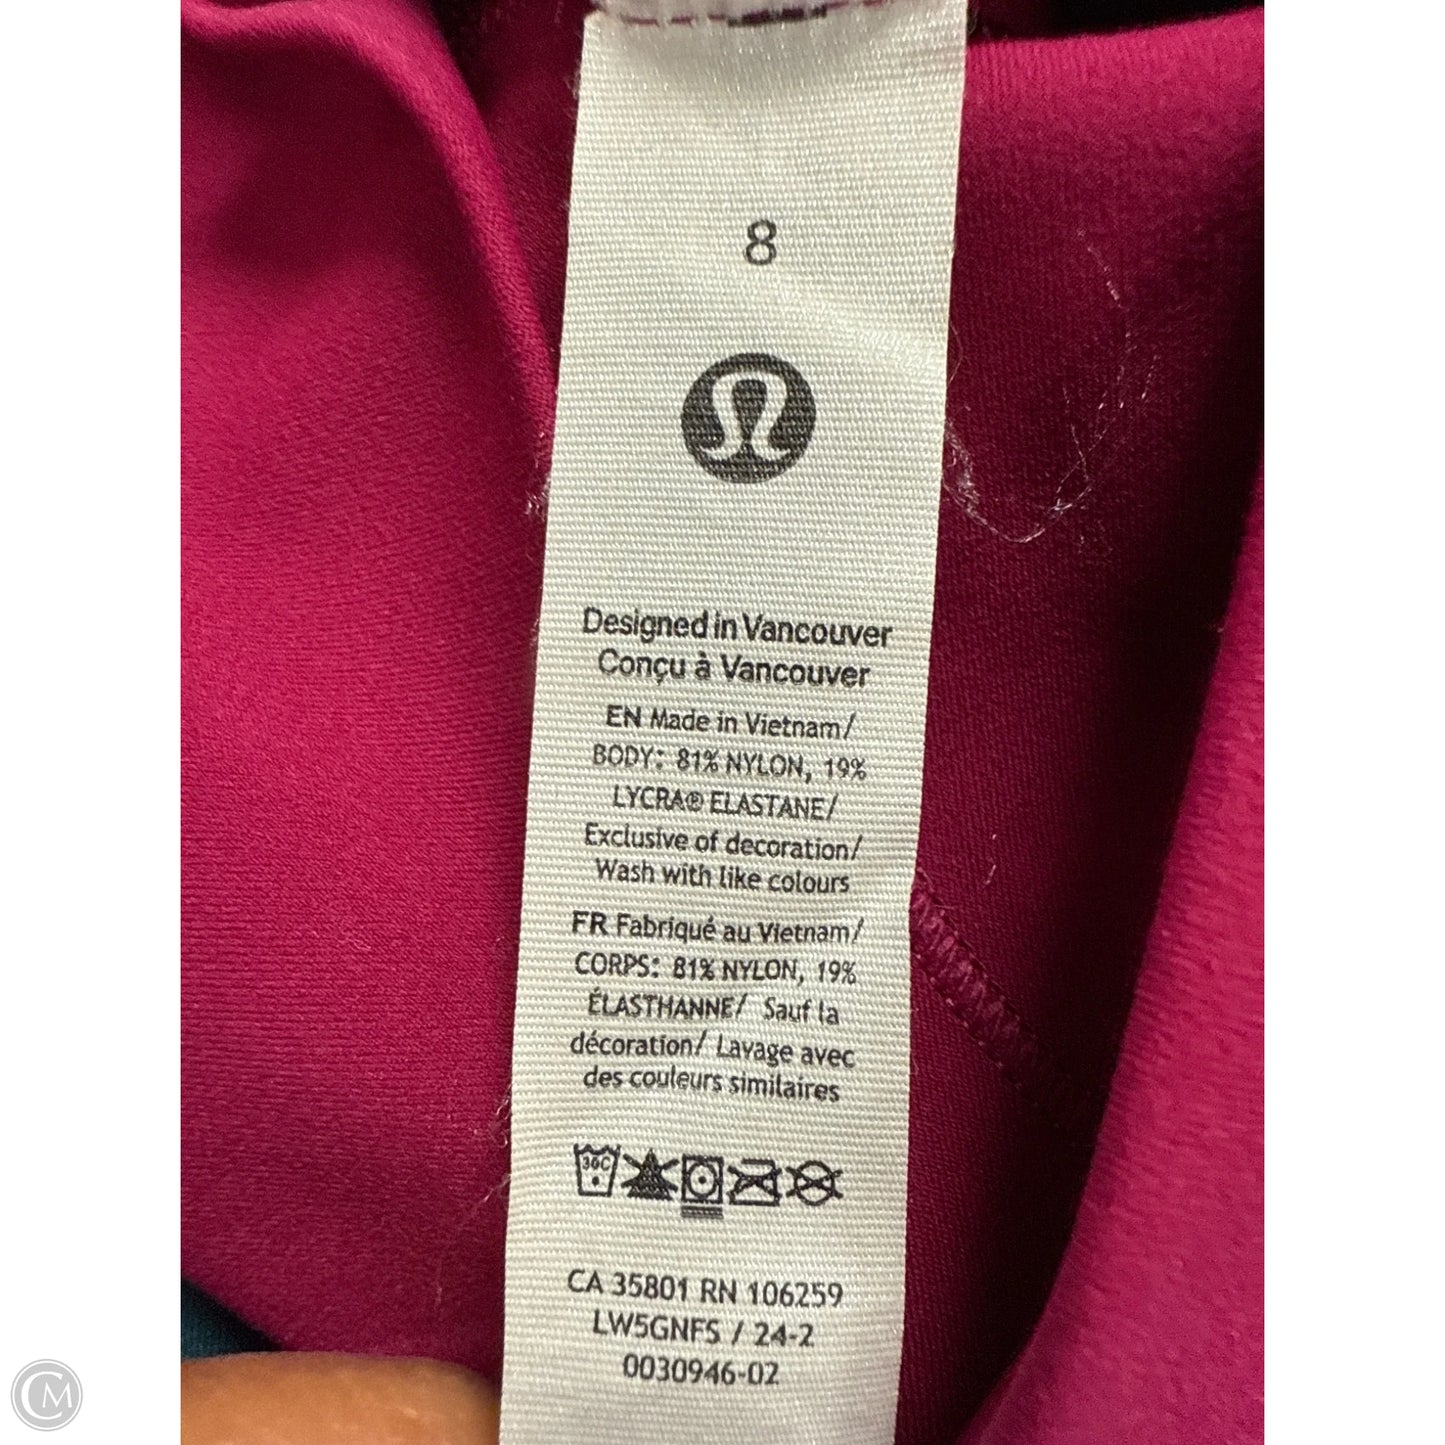 8
Designed in Vancouver
Conçu à Vancouver
EN Made in Vietnam/
BODY: 81% NYLON, 19%
LYCRA® ELASTANE/
Exclusive of decoration/
Wash with like colours
FR Fabriqué au Vietnam/
CORPS: 81% NYLON, 19%
ÉLASTHANNE/ Sauf la
décoration/ Lavage avec
des couleurs similaires
30C
CA 35801 RN 106259
LW5GNFS / 24-2
0030946-02
CM